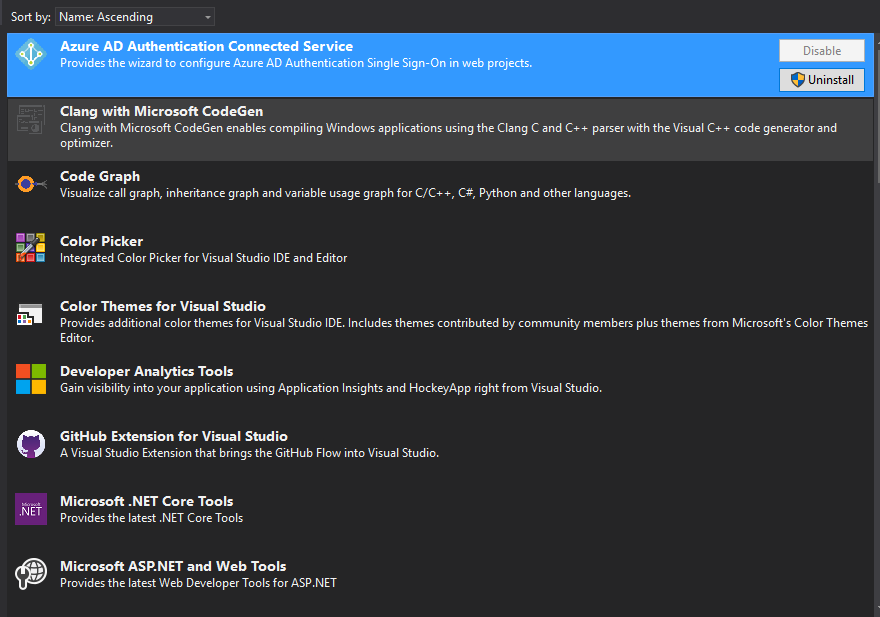 Sort by: Name: Ascending
Azure AD Authentication Connected Service
Provides the wizard to configure Azure AD Authentication Single Sign-On in web projects.
Disable
Uninstall
Clang with Microsoft CodeGen
Clang with Microsoft CodeGen enables compiling Windows applications using the Clang C and C++ parser with the Visual C++ code generator and
optimizer.
Code Graph
Visualize call graph, inheritance graph and variable usage graph for C/C++, C#, Python and other languages.
Color Picker
Integrated Color Picker for Visual Studio IDE and Editor
Color Themes for Visual Studio
Provides additional color themes for Visual Studio IDE. Includes themes contributed by community members plus themes from Microsoft's Color Themes
Editor.
Developer Analytics Tools
Gain visibility into your application using Application Insights and HockeyApp right from Visual Studio.
GitHub Extension for Visual Studio
A Visual Studio Extension that brings the GitHub Flow into Visual Studio.
Microsoft
.NET
Microsoft .NET Core Tools
Provides the latest .NET Core Tools
Microsoft ASP.NET and Web Tools
Provides the latest Web Developer Tools for ASP.NET